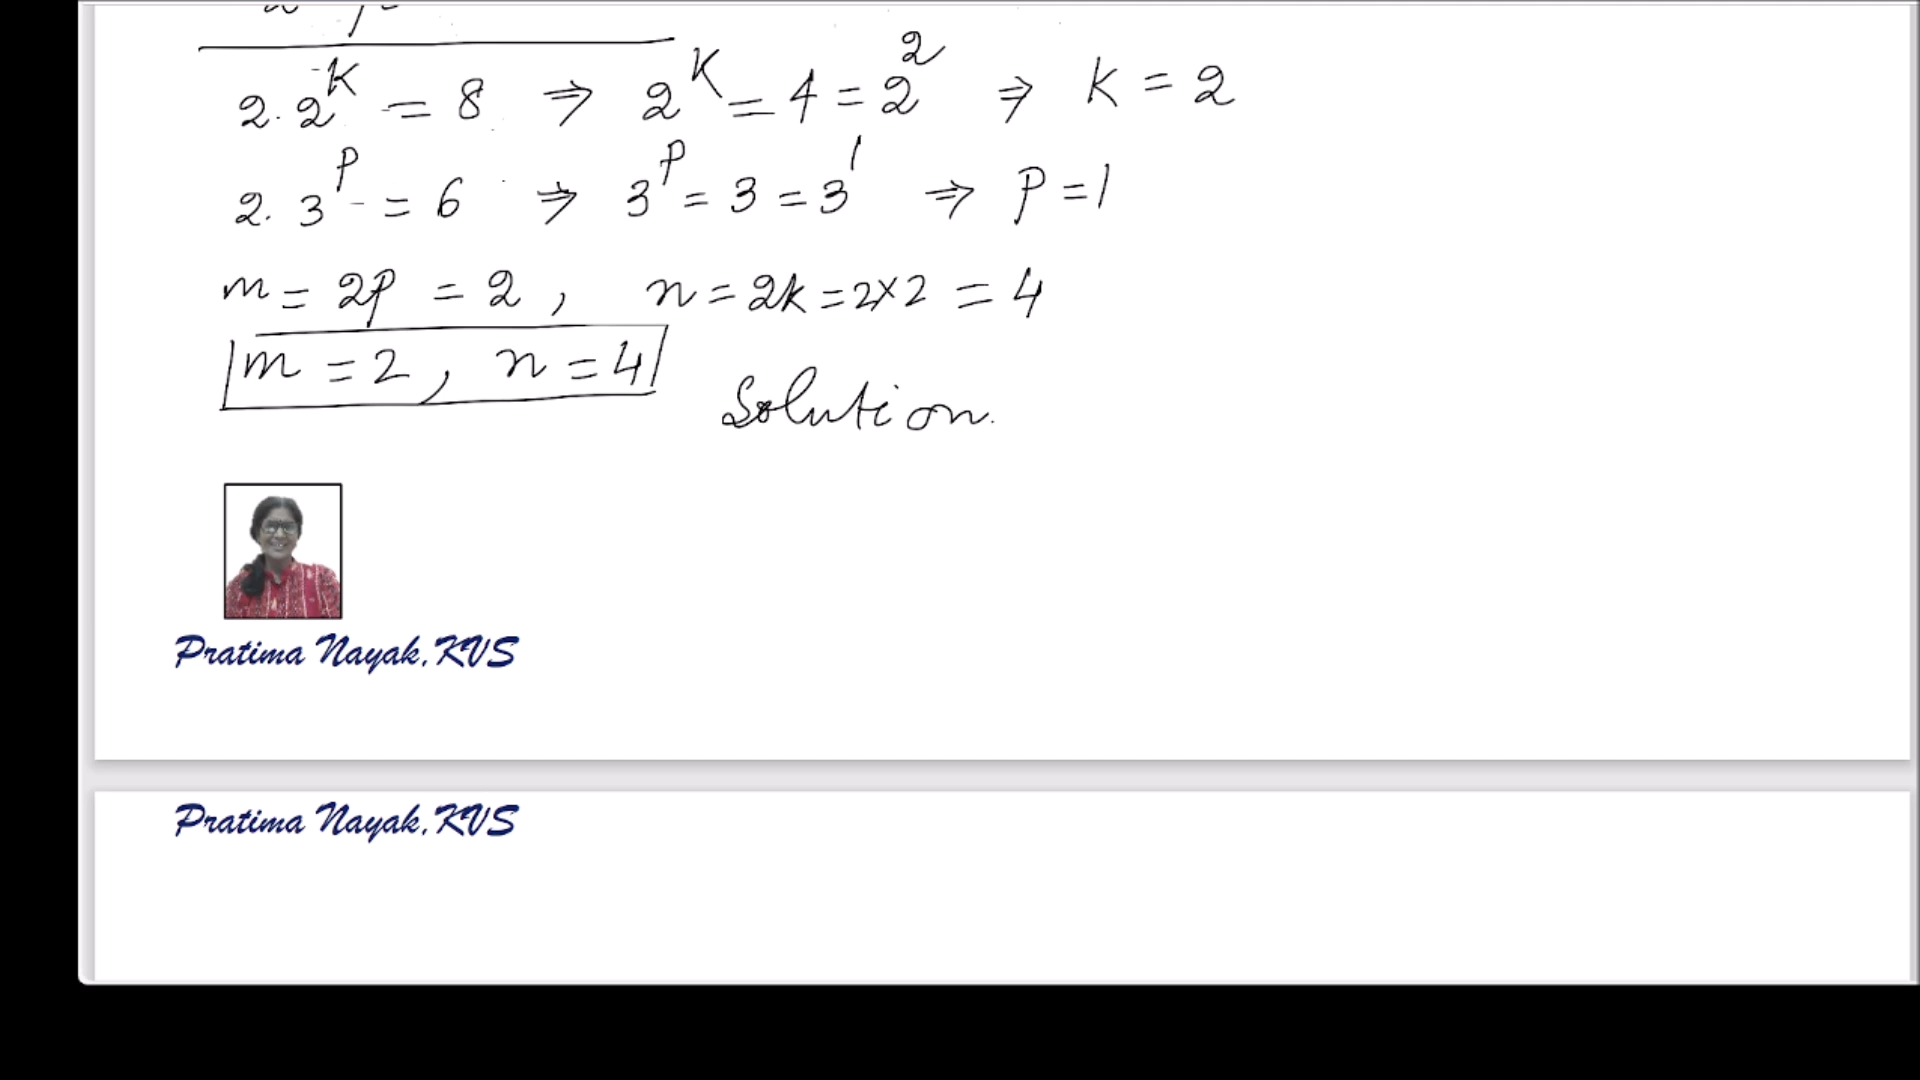 2.2^K = 8 ⇒ 2^K = 4 = 2^2 ⇒ K = 2
2.3^P = 6 ⇒ 3^P = 3 = 3^1 ⇒ P = 1
m = 2P = 2 , n = 2k = 2×2 = 4
m = 2 , n = 4
Solution.
Pratima Nayak,KVS
Pratima Nayak,KVS